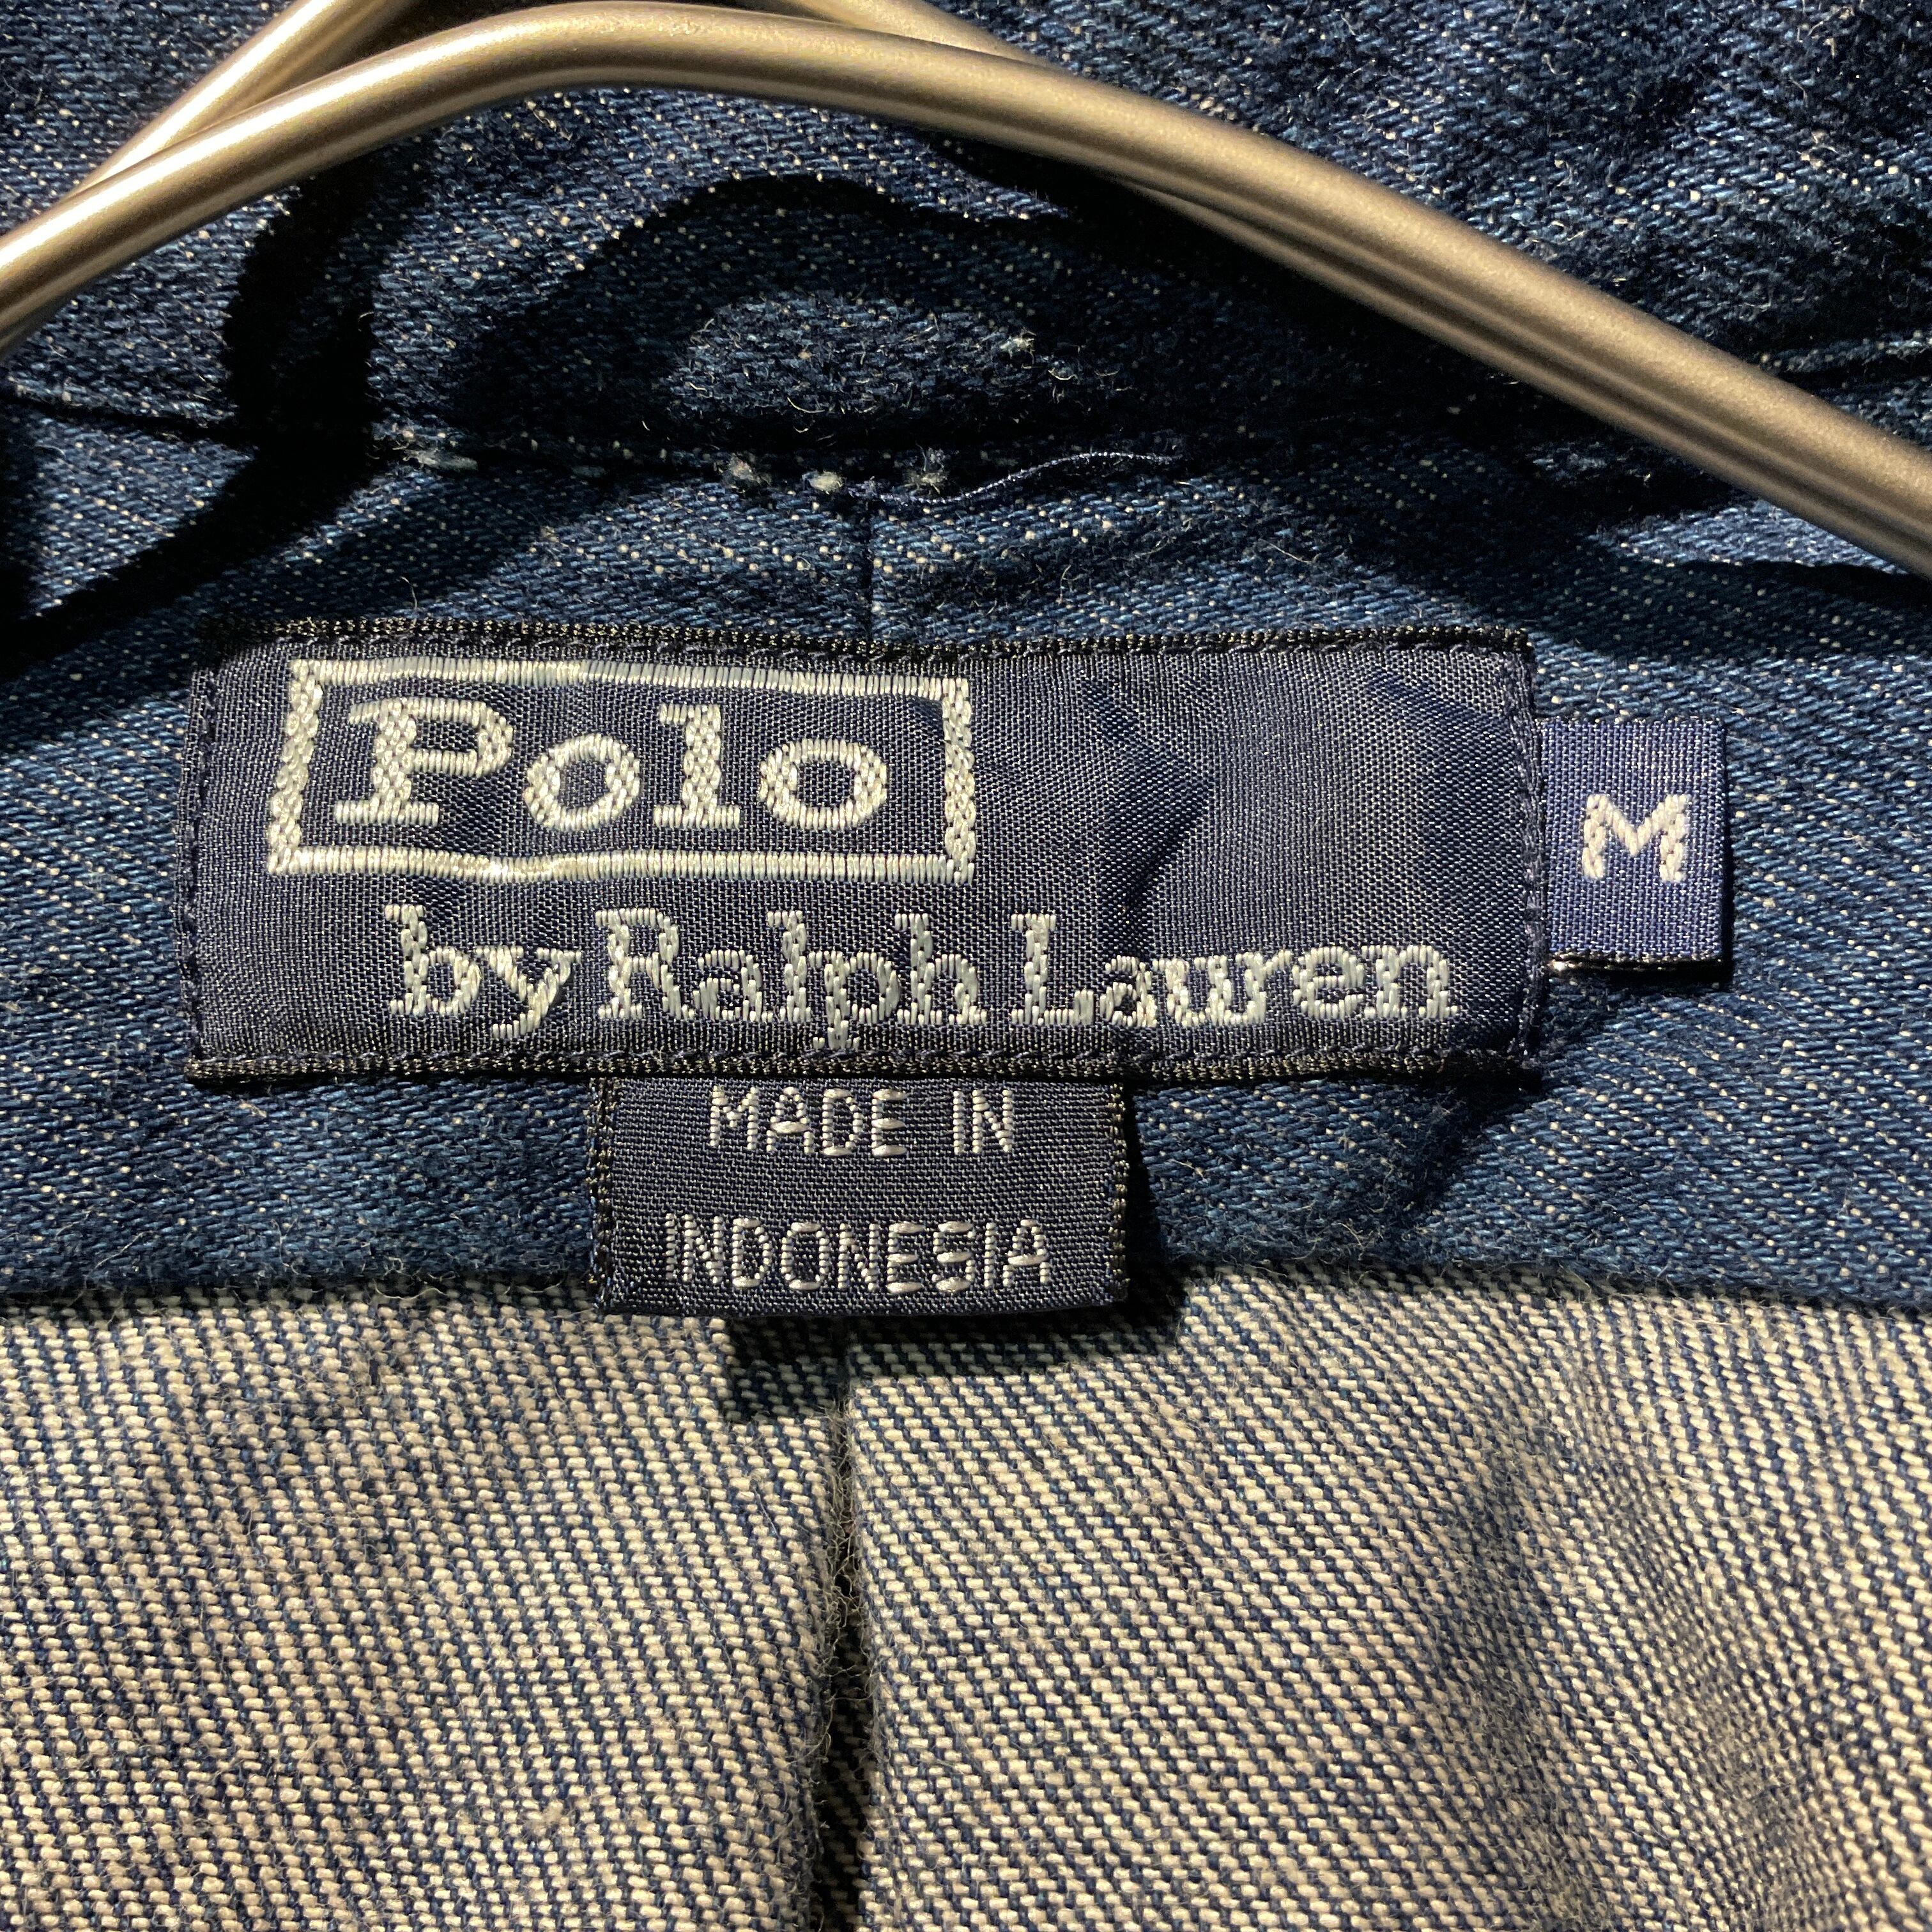 Polo
by Ralph Lauren
M
MADE IN
INDONESIA